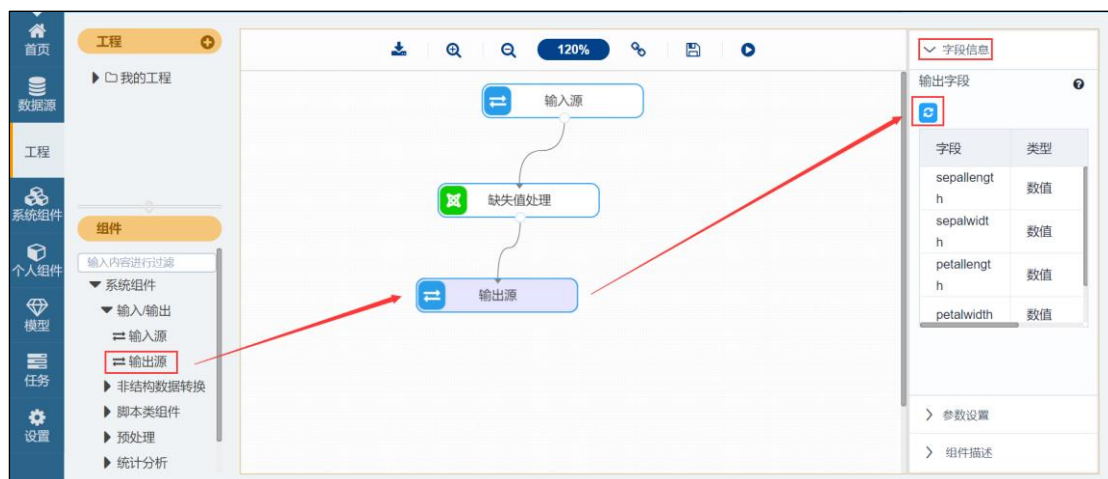 首页
数据源
工程
系统组件
个人组件
模型
任务
设置
工程
我的工程
组件
输入内容进行过滤
系统组件
输入/输出
输入源
输出源
非结构数据转换
脚本类组件
预处理
统计分析
120%
输入源
缺失值处理
输出源
字段信息
输出字段
字段 类型
sepallengt
h
数值
sepalwidt
h
数值
petallengt
h
数值
petalwidth 数值
参数设置
组件描述